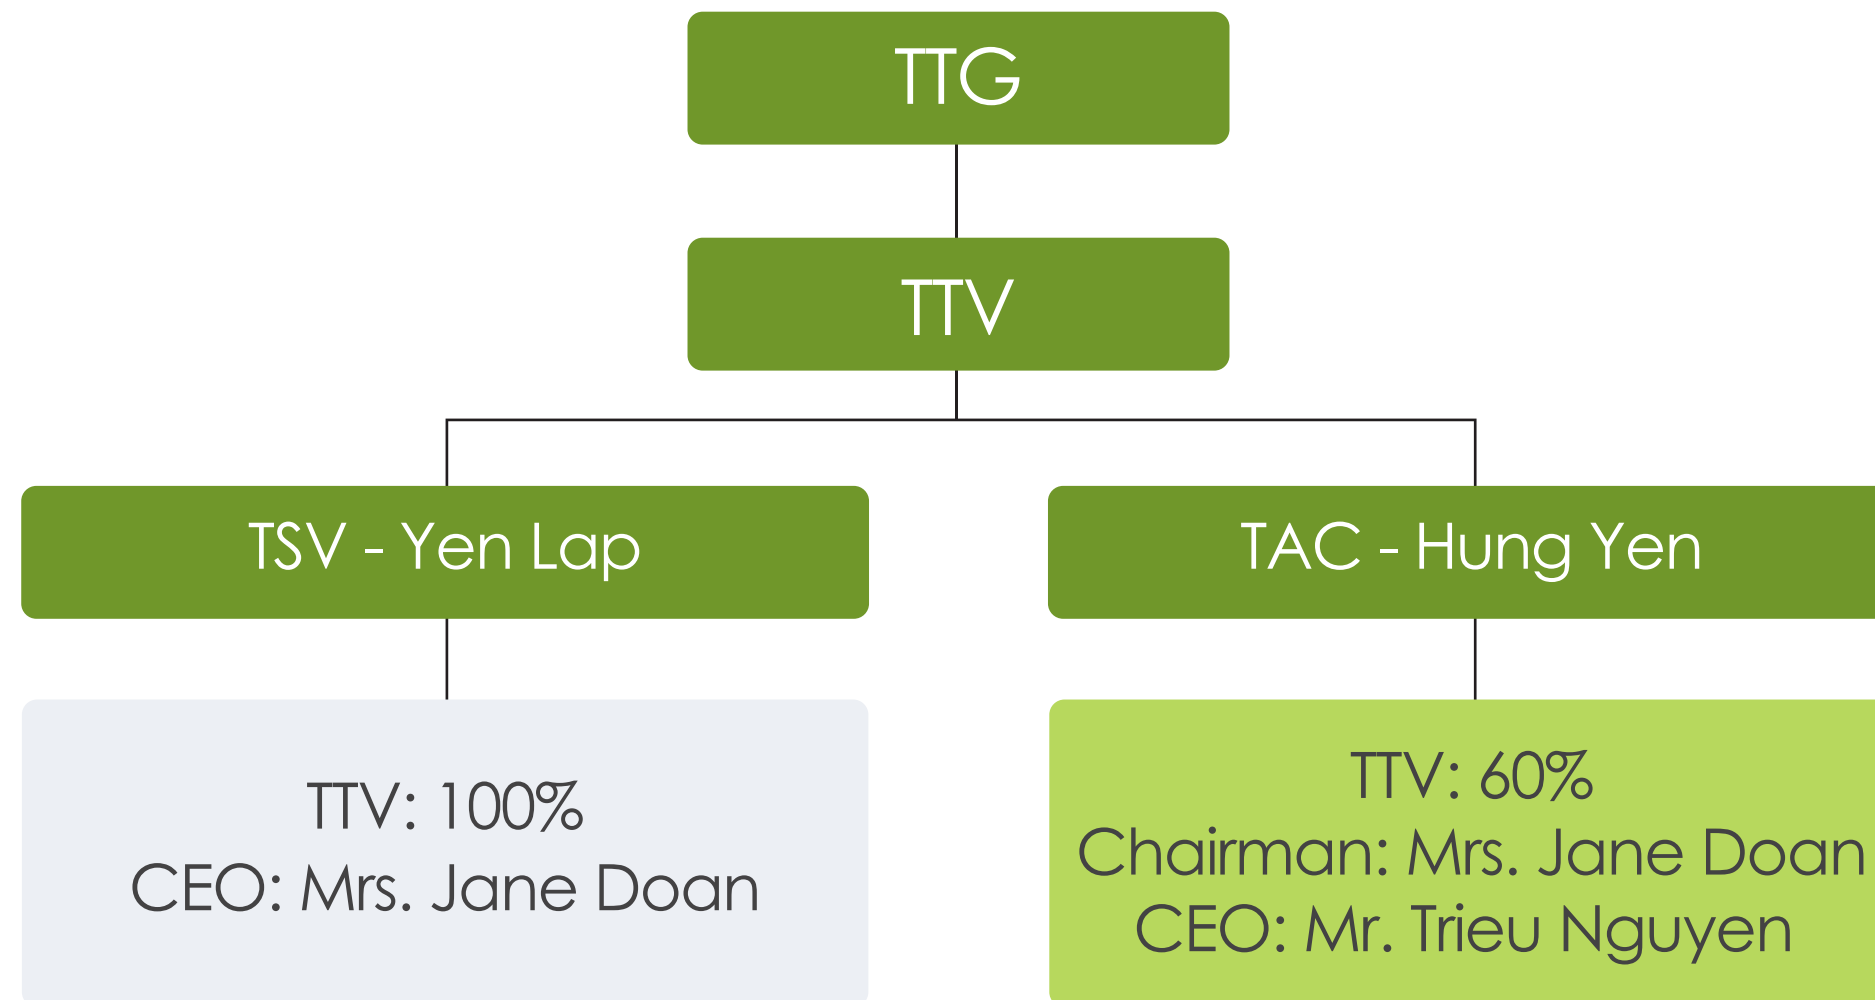 TTG
TTV
TSV - Yen Lap
TAC - Hung Yen
TTV: 100%
CEO: Mrs. Jane Doan
TTV: 60%
Chairman: Mrs. Jane Doan
CEO: Mr. Trieu Nguyen